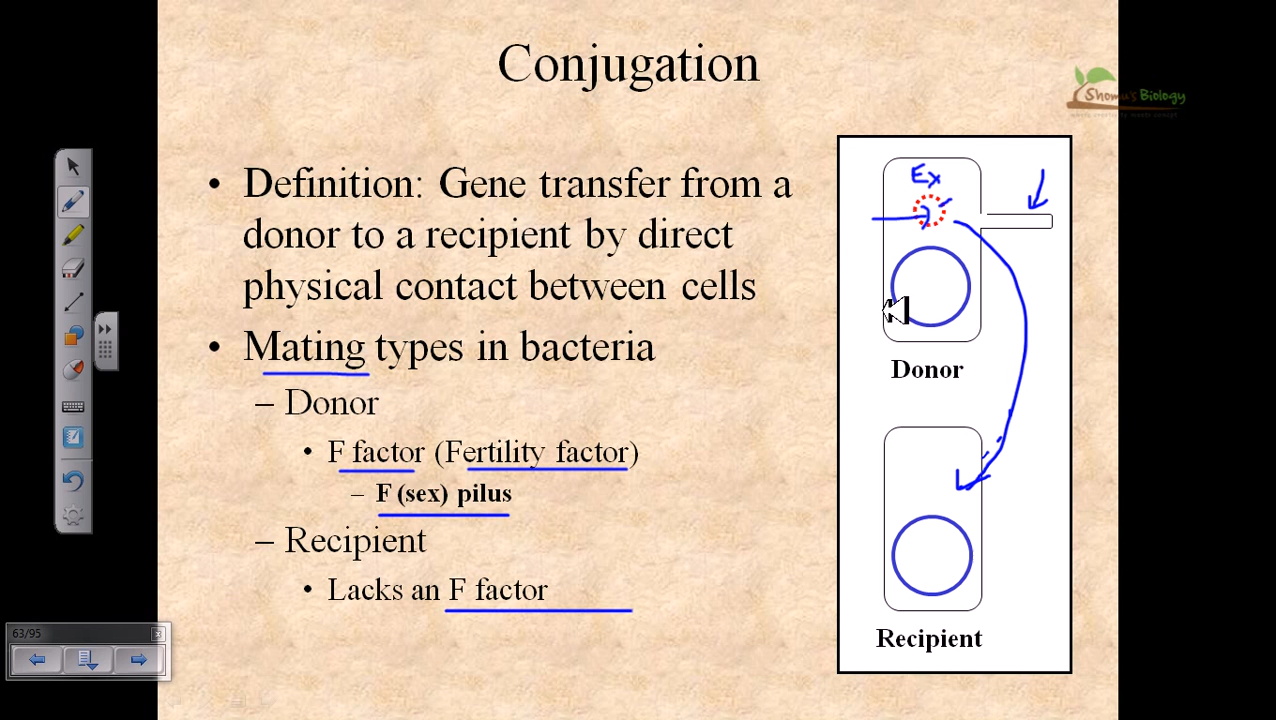 Conjugation
Shomu's Biology
• Definition: Gene transfer from a
donor to a recipient by direct
physical contact between cells
• Mating types in bacteria
– Donor
• F factor (Fertility factor)
– F (sex) pilus
– Recipient
• Lacks an F factor
Ex
Donor
Recipient
63/95